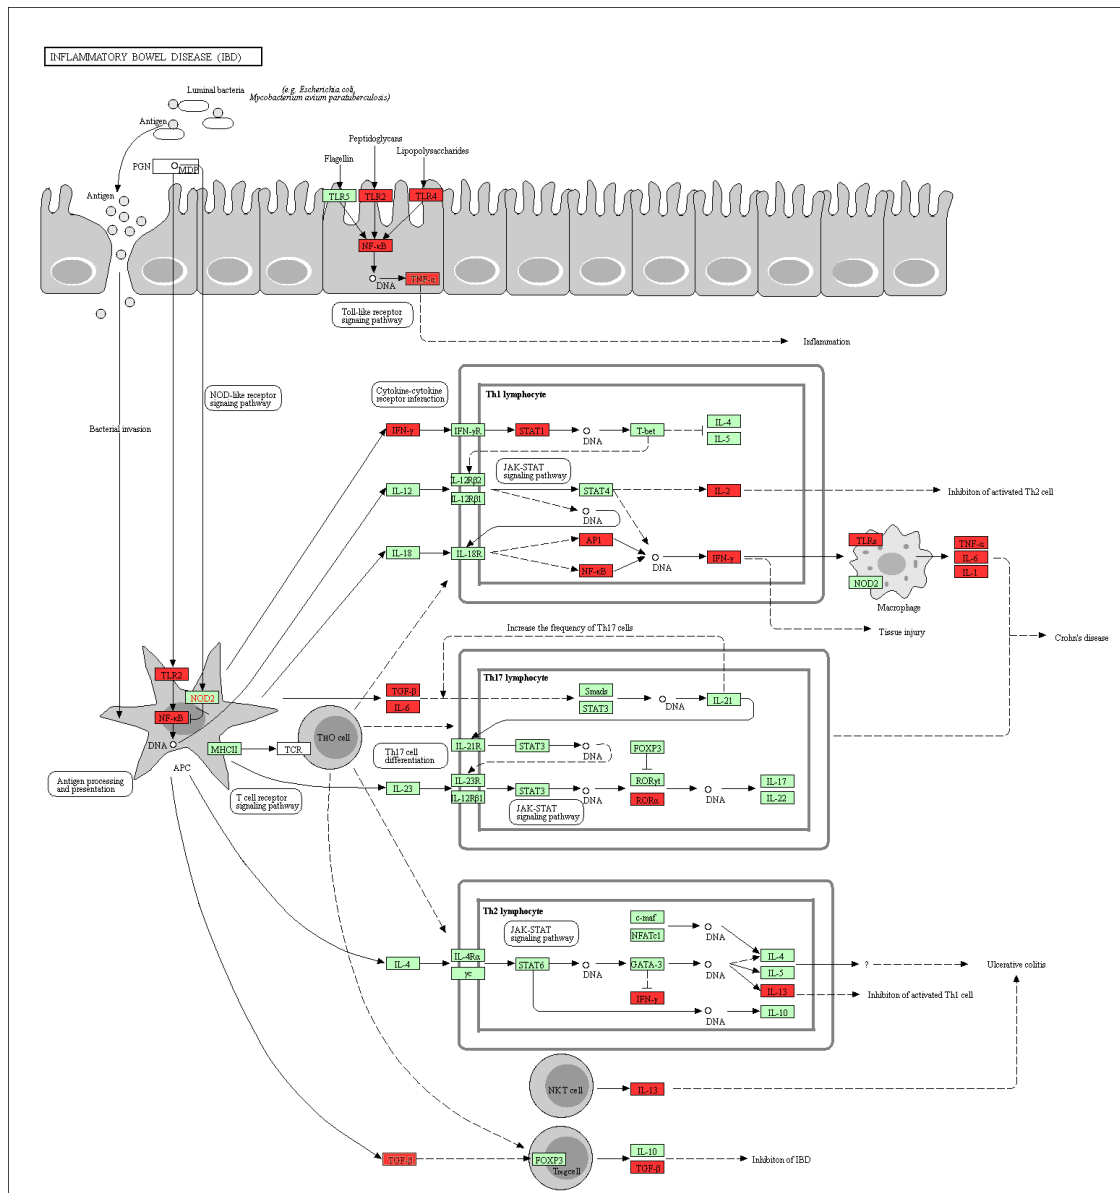 INFLAMMATORY BOWEL DISEASE (IBD)
Luminal bacteria
(e.g. Escherichia coli,
Mycobacterium avium paratuberculosis)
Antigen
PGN
MDP
Antigen
Peptidoglycans
Flagellin
Lipopolysaccharides
TLR5
TLR2
TLR4
NF-κB
DNA
TNF-α
Toll-like receptor
signaing pathway
Inflammation
NOD-like receptor
signaing pathway
Bacterial invasion
Cytokine-cytokine
receptor interaction
Th1 lymphocyte
IFN-γ
IFN-γR
STAT1
DNA
T-bet
IL-4
IL-5
JAK-STAT
signaling pathway
IL-12
IL-12Rβ2
IL-12Rβ1
STAT4
DNA
IL-2
Inhibiton of activated Th2 cell
IL-18
IL-18R
AP1
NF-κB
DNA
IFN-γ
TLRs
NOD2
Macrophage
TNF-α
IL-6
IL-1
Tissue injury
Crohn's disease
Increase the frequency of Th17 cells
TLR2
NOD2
NF-κB
DNA
APC
MHCII
TCR
TH0 cell
Antigen processing
and presentation
T cell receptor
signaling pathway
Th17 lymphocyte
TGF-β
IL-6
Smads
STAT3
DNA
IL-21
Th17 cell
differentiation
IL-21R
STAT3
DNA
FOXP3
IL-23
IL-23R
IL-12Rβ1
STAT3
DNA
RORγt
RORα
DNA
IL-17
IL-22
JAK-STAT
signaling pathway
Th2 lymphocyte
JAK-STAT
signaling pathway
c-maf
NFATc1
DNA
IL-4
IL-4Rα
γc
STAT6
DNA
GATA-3
IFN-γ
DNA
IL-4
IL-5
IL-13
?
Ulcerative colitis
Inhibiton of activated Th1 cell
DNA
IL-10
NKT cell
IL-13
TGF-β
FOXP3
Treg cell
IL-10
TGF-β
Inhibiton of IBD